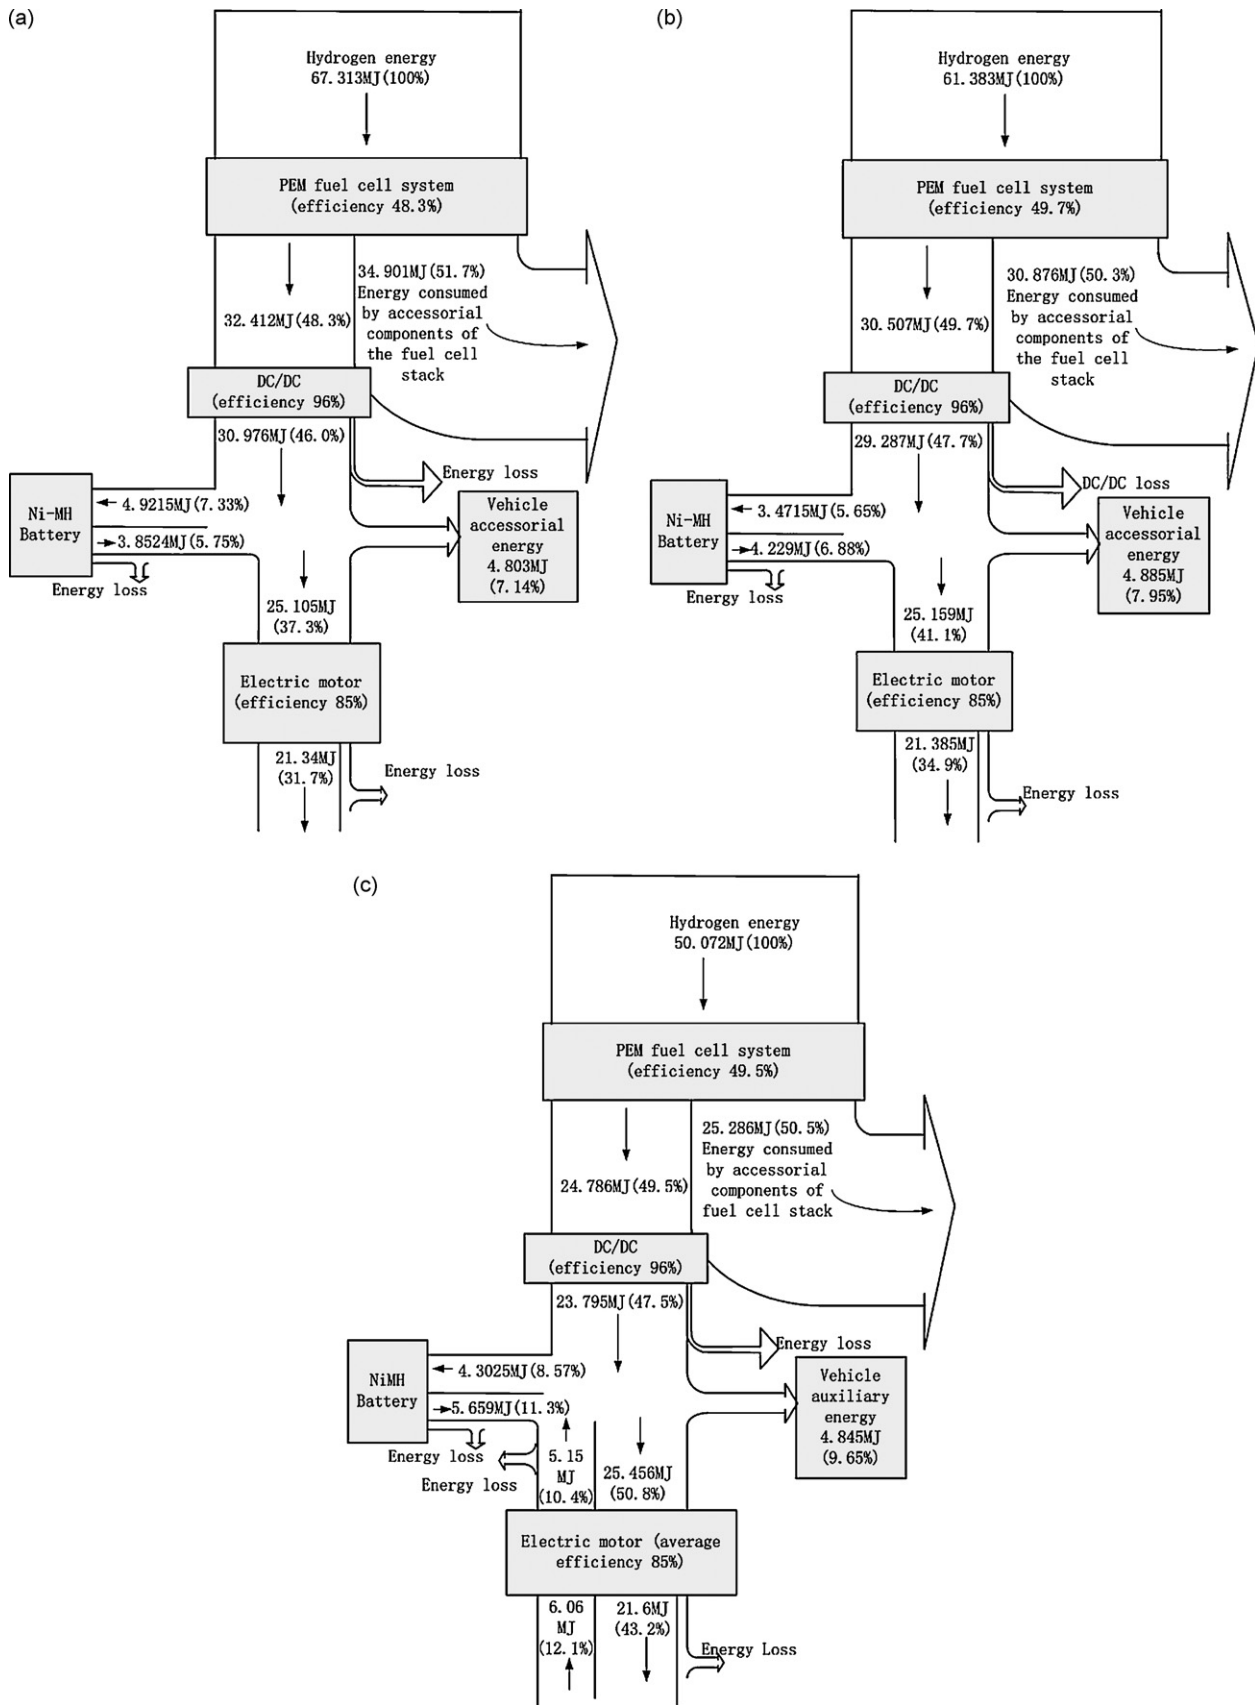 (a)
Hydrogen energy
67.313MJ(100%)
PEM fuel cell system
(efficiency 48.3%)
34.901MJ(51.7%)
Energy consumed
by accessorial
components of
the fuel cell
stack
32.412MJ(48.3%)
DC/DC
(efficiency 96%)
30.976MJ(46.0%)
Energy loss
Ni-MH
Battery
4.9215MJ(7.33%)
3.8524MJ(5.75%)
Energy loss
Vehicle
accessorial
energy
4.803MJ
(7.14%)
25.105MJ
(37.3%)
Electric motor
(efficiency 85%)
21.34MJ
(31.7%)
Energy loss
(b)
Hydrogen energy
61.383MJ(100%)
PEM fuel cell system
(efficiency 49.7%)
30.876MJ(50.3%)
Energy consumed
by accessorial
components of
the fuel cell
stack
30.507MJ(49.7%)
DC/DC
(efficiency 96%)
29.287MJ(47.7%)
DC/DC loss
Ni-MH
Battery
3.4715MJ(5.65%)
4.229MJ(6.88%)
Energy loss
Vehicle
accessorial
energy
4.885MJ
(7.95%)
25.159MJ
(41.1%)
Electric motor
(efficiency 85%)
21.385MJ
(34.9%)
Energy loss
(c)
Hydrogen energy
50.072MJ(100%)
PEM fuel cell system
(efficiency 49.5%)
25.286MJ(50.5%)
Energy consumed
by accessorial
components of
fuel cell stack
24.786MJ(49.5%)
DC/DC
(efficiency 96%)
23.795MJ(47.5%)
Energy loss
NiMH
Battery
4.3025MJ(8.57%)
5.659MJ(11.3%)
Energy loss
Energy loss
Vehicle
auxiliary
energy
4.845MJ
(9.65%)
5.15
MJ
(10.4%)
25.456MJ
(50.8%)
Electric motor (average
efficiency 85%)
6.06
MJ
(12.1%)
21.6MJ
(43.2%)
Energy Loss